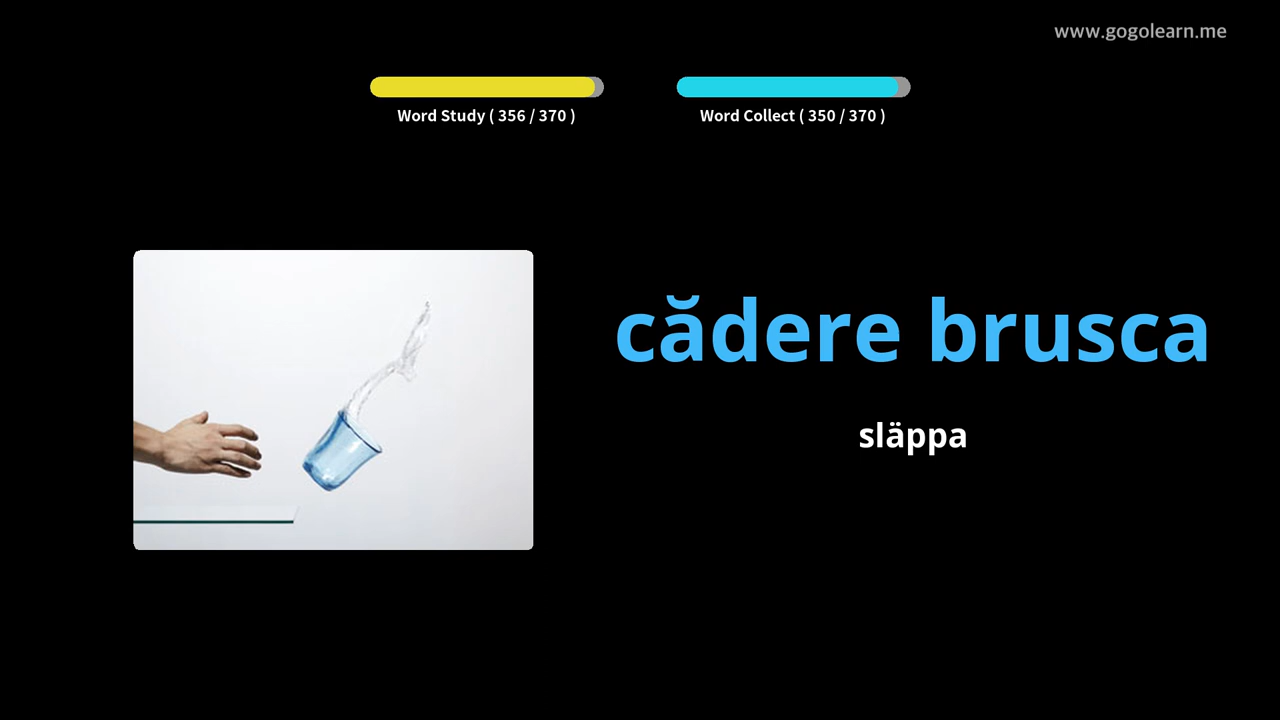 www.gogolearn.me
Word Study ( 356 / 370 )
Word Collect ( 350 / 370 )
cădere brusca
släppa